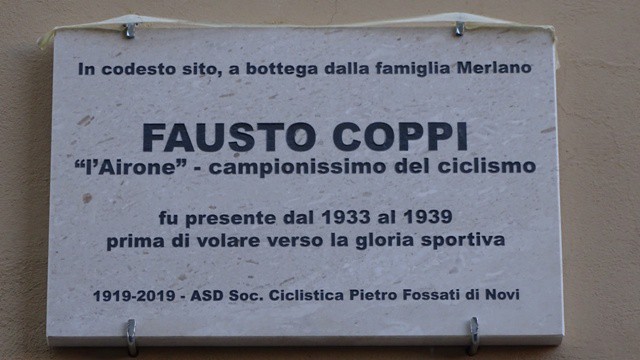 In codesto sito, a bottega dalla famiglia Merlano
FAUSTO COPPI
"l'Airone" - campionissimo del ciclismo
fu presente dal 1933 al 1939
prima di volare verso la gloria sportiva
1919-2019 - ASD Soc. Ciclistica Pietro Fossati di Novi